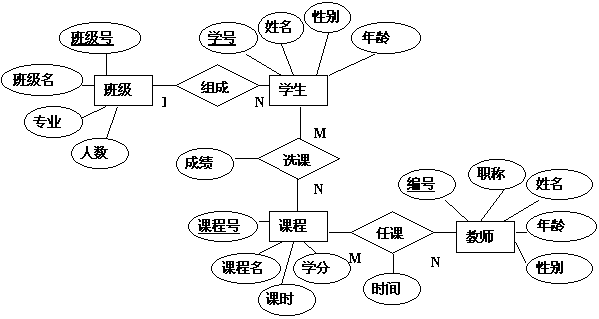 班级号
学号
姓名
性别
年龄
班级名
班级
1
组成
N
学生
专业
人数
M
成绩
选课
N
编号
职称
姓名
课程号
课程
任课
教师
年龄
课程名
学分
M
N
性别
课时
时间